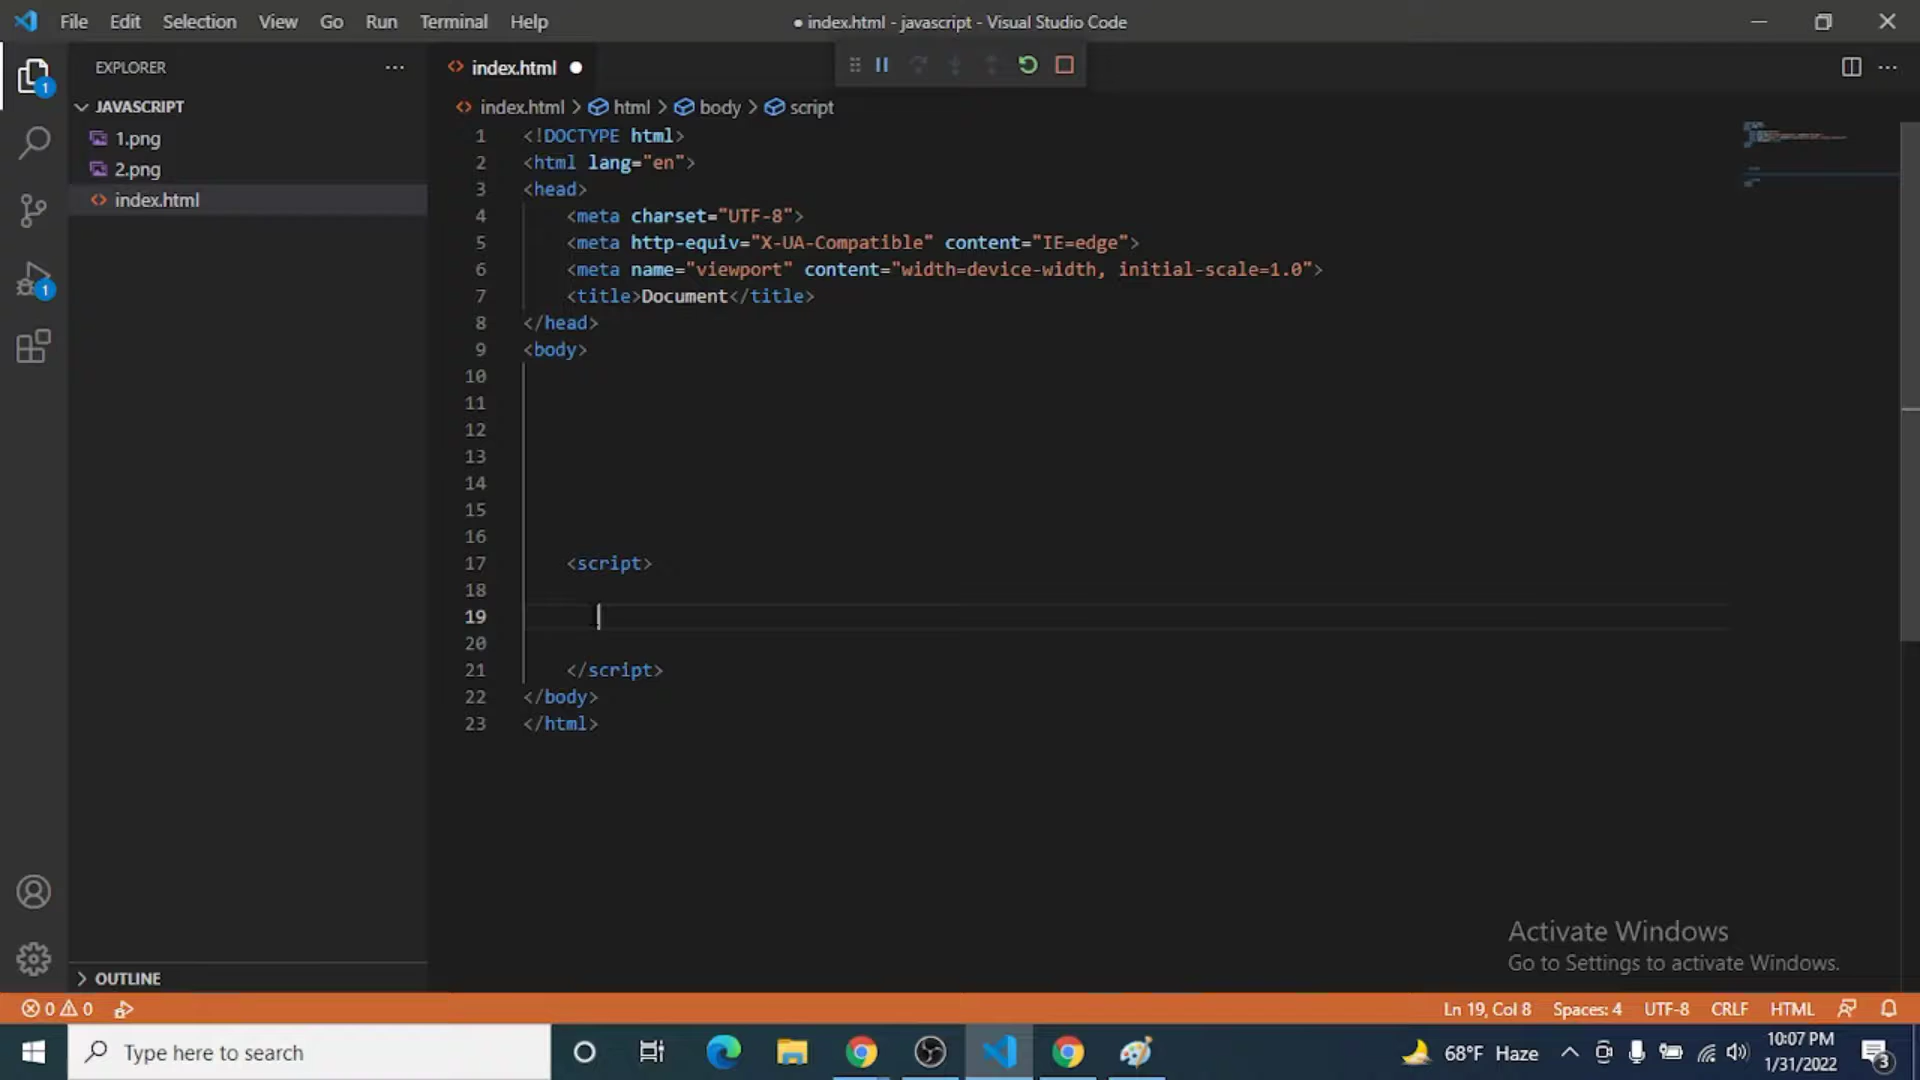 File Edit Selection View Go Run Terminal Help
● index.html - javascript - Visual Studio Code
EXPLORER
JAVASCRIPT
1.png
2.png
index.html
OUTLINE
index.html
index.html > html > body > script
1 <!DOCTYPE html>
2 <html lang="en">
3 <head>
4 <meta charset="UTF-8">
5 <meta http-equiv="X-UA-Compatible" content="IE=edge">
6 <meta name="viewport" content="width=device-width, initial-scale=1.0">
7 <title>Document</title>
8 </head>
9 <body>
10
11
12
13
14
15
16
17 <script>
18
19
20
21 </script>
22 </body>
23 </html>
1
1
Activate Windows
Go to Settings to activate Windows.
0 0
Ln 19, Col 8 Spaces: 4 UTF-8 CRLF HTML
Type here to search
68°F Haze
10:07 PM
1/31/2022
3